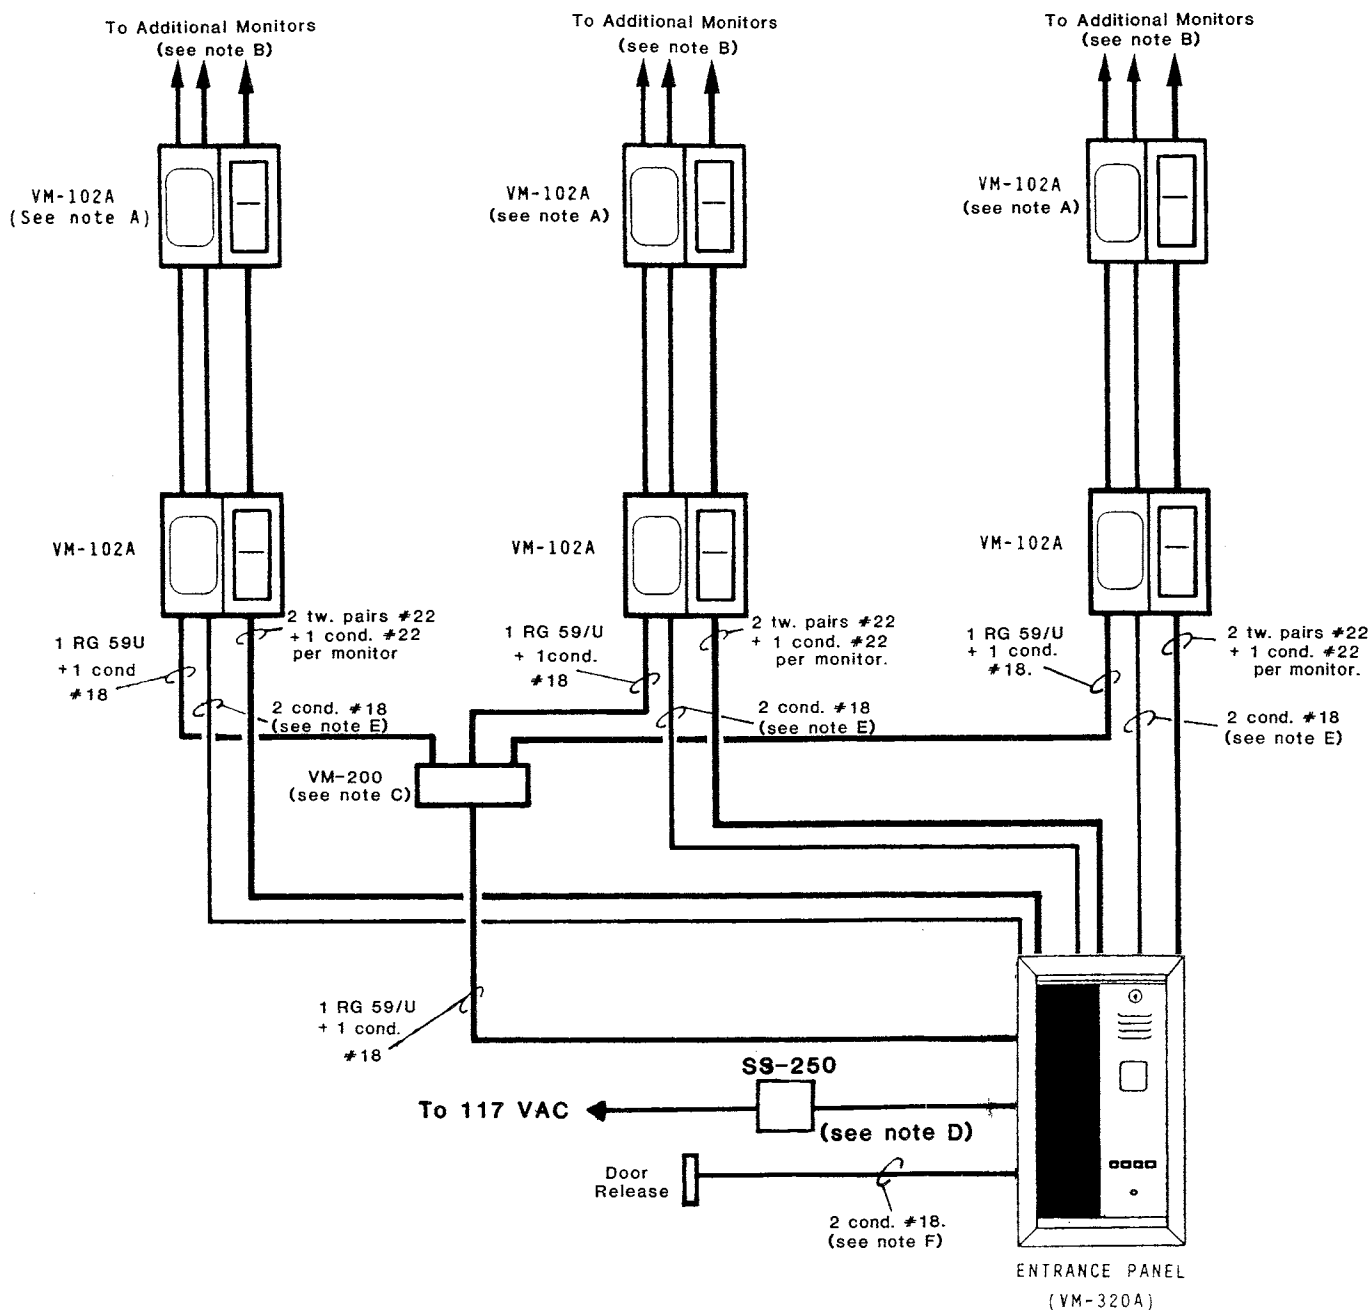 To Additional Monitors
(see note B)
To Additional Monitors
(see note B)
To Additional Monitors
(see note B)
VM-102A
(See note A)
VM-102A
(see note A)
VM-102A
(see note A)
VM-102A
VM-102A
VM-102A
1 RG 59U
+ 1 cond
#18
2 tw. pairs #22
+ 1 cond. #22
per monitor
2 cond. #18
(see note E)
1 RG 59/U
+ 1cond.
#18
2 tw. pairs #22
+ 1 cond. #22
per monitor.
2 cond. #18
(see note E)
1 RG 59/U
+ 1 cond.
#18.
2 tw. pairs #22
+ 1 cond. #22
per monitor.
2 cond. #18
(see note E)
VM-200
(see note C)
1 RG 59/U
+ 1 cond.
#18
SS-250
To 117 VAC
(see note D)
Door
Release
2 cond. #18.
(see note F)
ENTRANCE PANEL
(VM-320A)